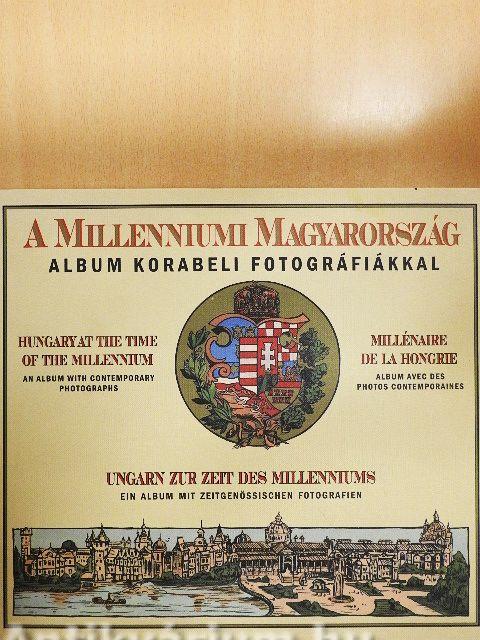 A MILLENNIUMI MAGYARORSZÁG
ALBUM KORABELI FOTOGRÁFIÁKKAL
HUNGARY AT THE TIME
OF THE MILLENNIUM
AN ALBUM WITH CONTEMPORARY
PHOTOGRAPHS
MILLÉNAIRE
DE LA HONGRIE
ALBUM AVEC DES
PHOTOS CONTEMPORAINES
UNGARN ZUR ZEIT DES MILLENNIUMS
EIN ALBUM MIT ZEITGENÖSSISCHEN FOTOGRAFIEN